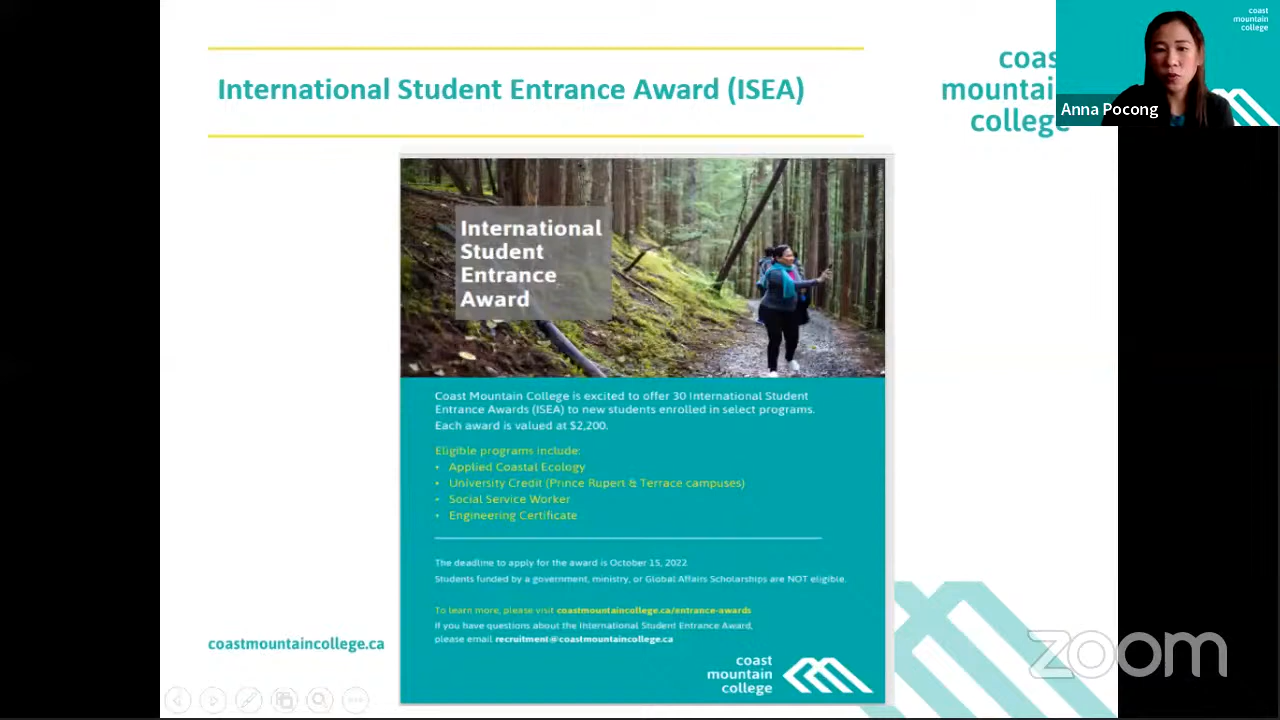 International Student Entrance Award (ISEA)
coas
mountai
college
coast
mountain
college
Anna Pocong
International
Student
Entrance
Award
Coast Mountain College is excited to offer 30 International Student
Entrance Awards (ISEA) to new students enrolled in select programs.
Each award is valued at $2,200.
Eligible programs include:
• Applied Coastal Ecology
• University Credit (Prince Rupert & Terrace campuses)
• Social Service Worker
• Engineering Certificate
The deadline to apply for the award is October 15, 2022
Students funded by a government, ministry, or Global Affairs Scholarships are NOT eligible.
To learn more, please visit coastmountaincollege.ca/entrance-awards
If you have questions about the International Student Entrance Award,
please email recruitment@coastmountaincollege.ca
coast
mountain
college
coastmountaincollege.ca
zoom